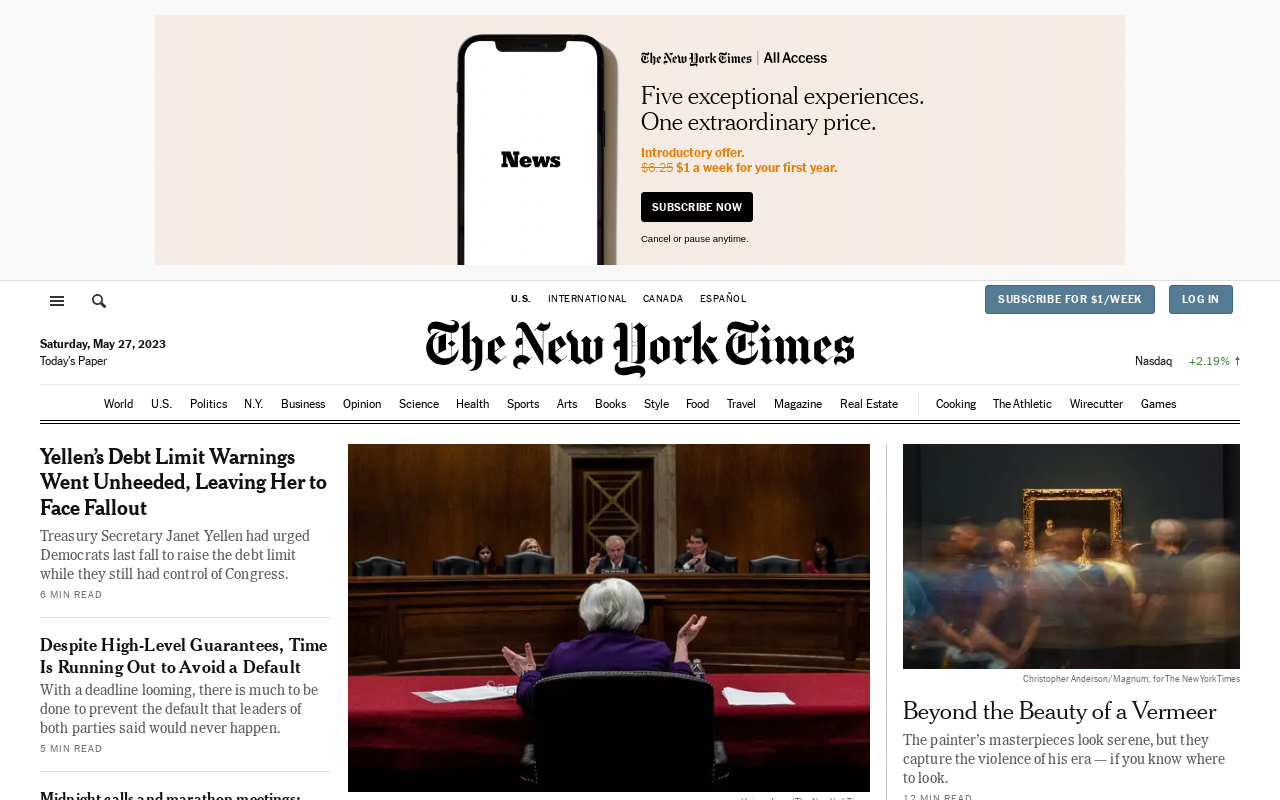 The New York Times | All Access
Five exceptional experiences.
One extraordinary price.
Introductory offer.
$6.25 $1 a week for your first year.
News
SUBSCRIBE NOW
Cancel or pause anytime.
U.S. INTERNATIONAL CANADA ESPAÑOL
SUBSCRIBE FOR $1/WEEK LOG IN
The New York Times
Saturday, May 27, 2023
Today's Paper
Nasdaq +2.19% ↑
World U.S. Politics N.Y. Business Opinion Science Health Sports Arts Books Style Food Travel Magazine Real Estate Cooking The Athletic Wirecutter Games
Yellen's Debt Limit Warnings
Went Unheeded, Leaving Her to
Face Fallout
Treasury Secretary Janet Yellen had urged
Democrats last fall to raise the debt limit
while they still had control of Congress.
6 MIN READ
Despite High-Level Guarantees, Time
Is Running Out to Avoid a Default
With a deadline looming, there is much to be
done to prevent the default that leaders of
both parties said would never happen.
5 MIN READ
Midnight calls and marathon meetings:
Christopher Anderson/Magnum, for The New York Times
Beyond the Beauty of a Vermeer
The painter's masterpieces look serene, but they
capture the violence of his era — if you know where
to look.
12 MIN READ